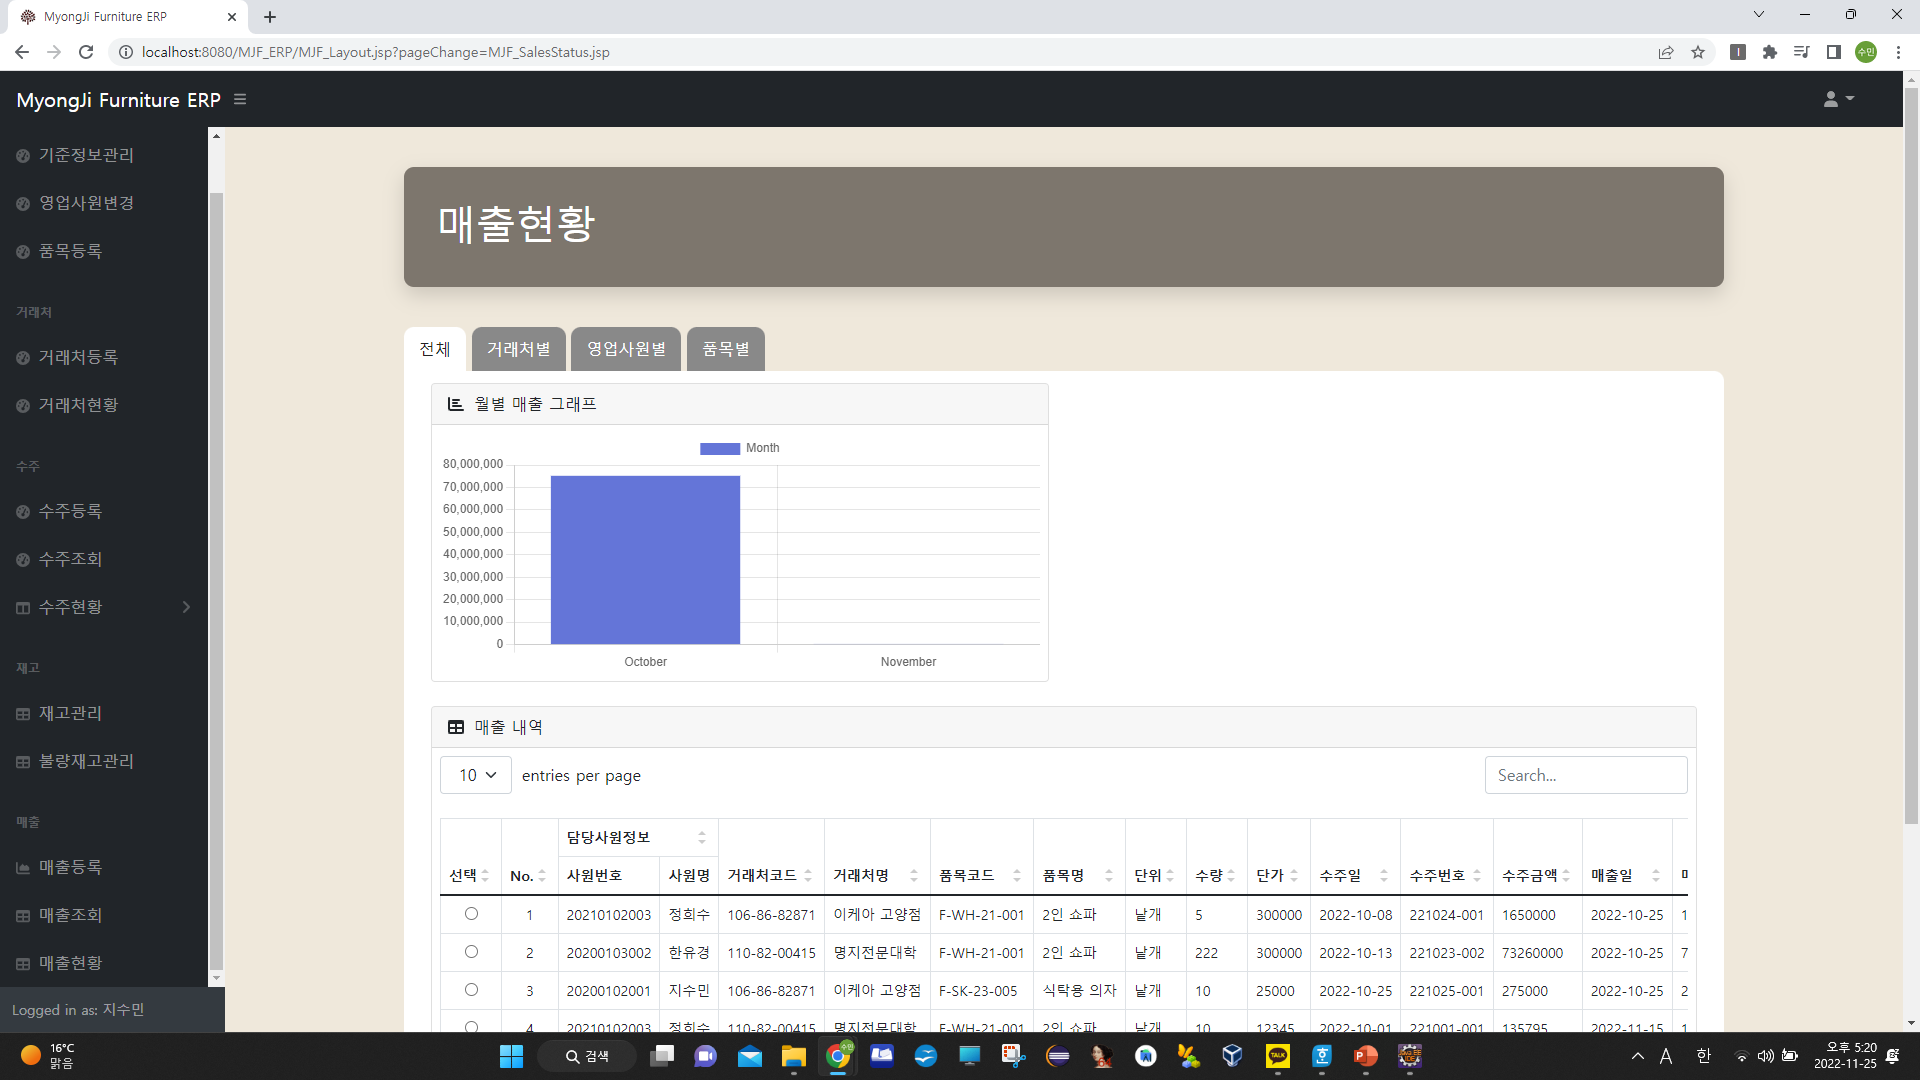 MyongJi Furniture ERP
localhost:8080/MJF_ERP/MJF_Layout.jsp?pageChange=MJF_SalesStatus.jsp
수민
MyongJi Furniture ERP
기준정보관리
영업사원변경
품목등록
거래처
거래처등록
거래처현황
수주
수주등록
수주조회
수주현황
재고
재고관리
불량재고관리
매출
매출등록
매출조회
매출현황
Logged in as: 지수민
매출현황
전체 거래처별 영업사원별 품목별
월별 매출 그래프
Month
80,000,000
70,000,000
60,000,000
50,000,000
40,000,000
30,000,000
20,000,000
10,000,000
0
October November
매출 내역
10 entries per page Search...
담당사원정보
선택 No. 사원번호 사원명 거래처코드 거래처명 품목코드 품목명 단위 수량 단가 수주일 수주번호 수주금액 매출일
1 20210102003 정희수 106-86-82871 이케아 고양점 F-WH-21-001 2인 쇼파 낱개 5 300000 2022-10-08 221024-001 1650000 2022-10-25 1
2 20200103002 한유경 110-82-00415 명지전문대학 F-WH-21-001 2인 쇼파 낱개 222 300000 2022-10-13 221023-002 73260000 2022-10-25 7
3 20200102001 지수민 106-86-82871 이케아 고양점 F-SK-23-005 식탁용 의자 낱개 10 25000 2022-10-25 221025-001 275000 2022-10-25 2
4 20210102003 정희수 110-82-00415 명지전문대학 F-WH-21-001 2인 쇼파 낱개 10 12345 2022-10-01 221001-001 135795 2022-11-15 1
16°C
맑음
검색
수민
TALK
A 한
오후 5:20
2022-11-25